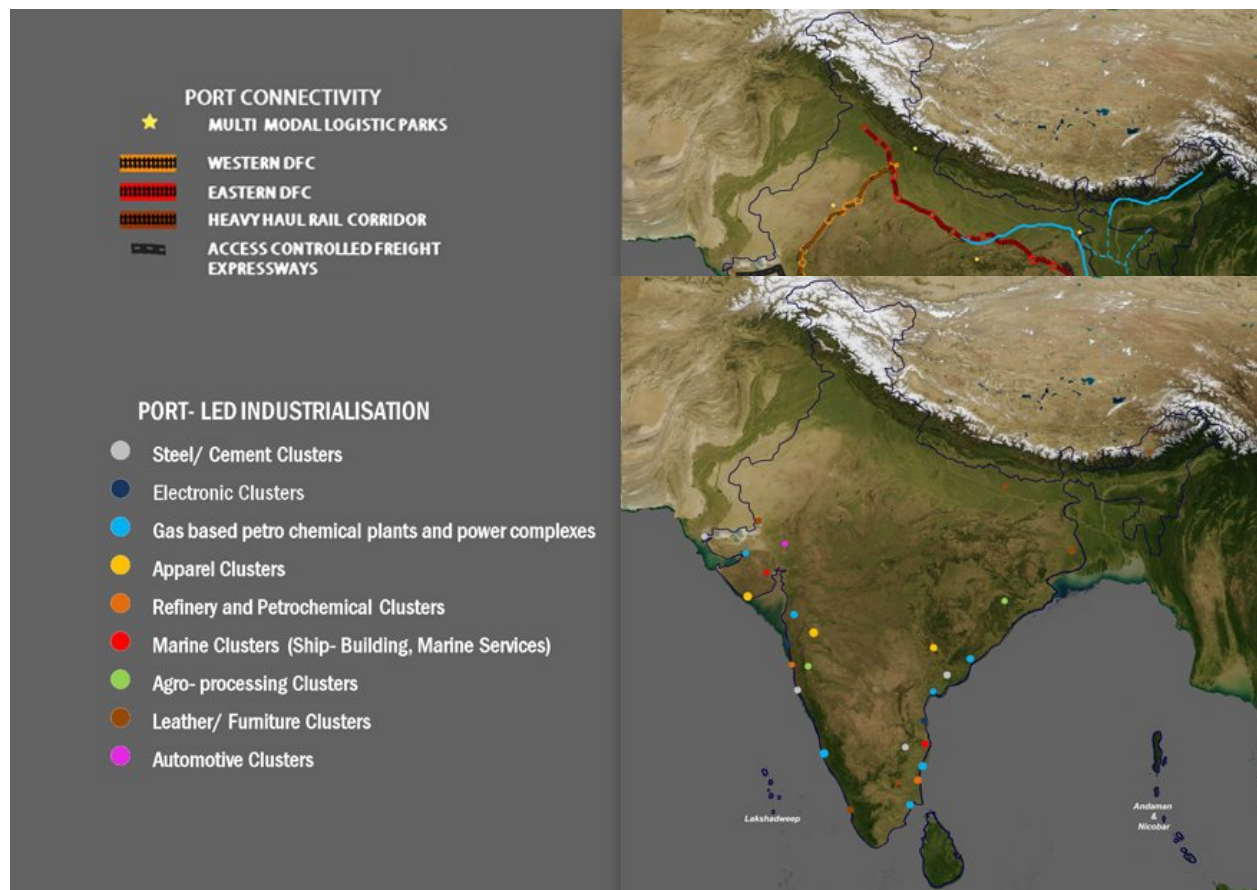 PORT CONNECTIVITY
MULTI MODAL LOGISTIC PARKS
WESTERN DFC
EASTERN DFC
HEAVY HAUL RAIL CORRIDOR
ACCESS CONTROLLED FREIGHT
EXPRESSWAYS
PORT- LED INDUSTRIALISATION
Steel/ Cement Clusters
Electronic Clusters
Gas based petro chemical plants and power complexes
Apparel Clusters
Refinery and Petrochemical Clusters
Marine Clusters (Ship- Building, Marine Services)
Agro- processing Clusters
Leather/ Furniture Clusters
Automotive Clusters
Lakshadweep
Andaman
&
Nicobar